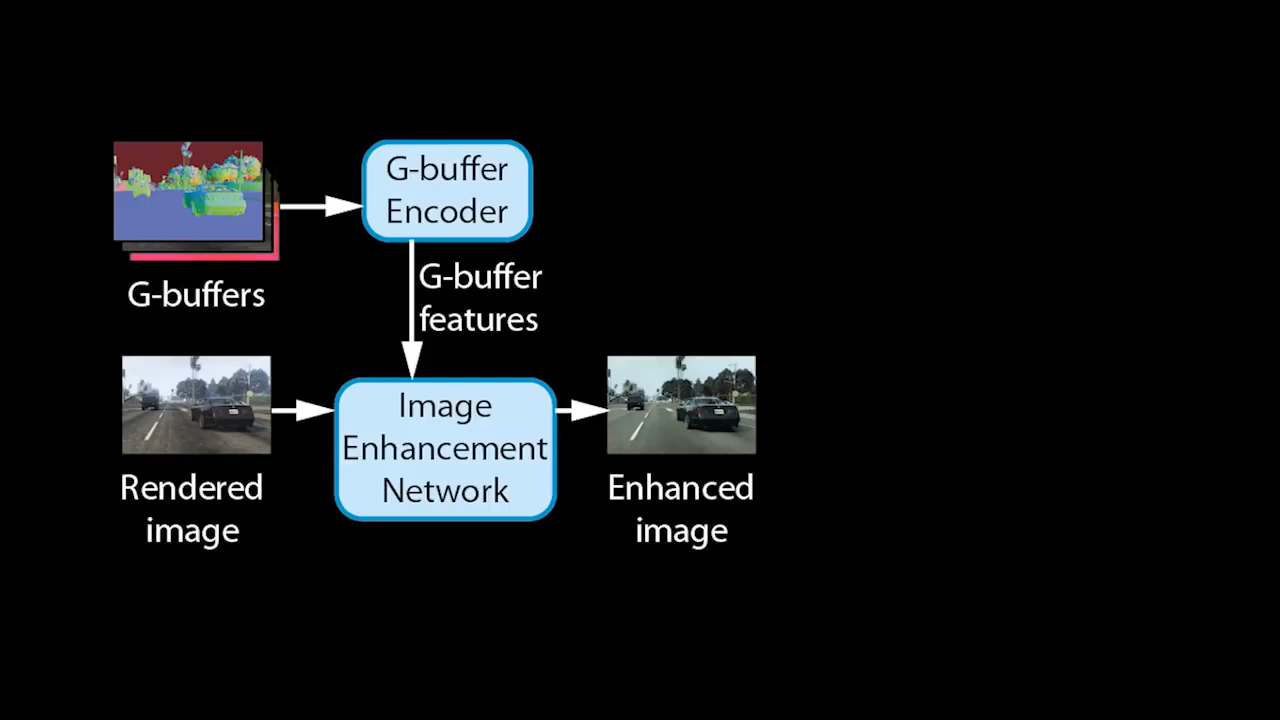 G-buffer
Encoder
G-buffers
G-buffer
features
Image
Enhancement
Network
Rendered
image
Enhanced
image